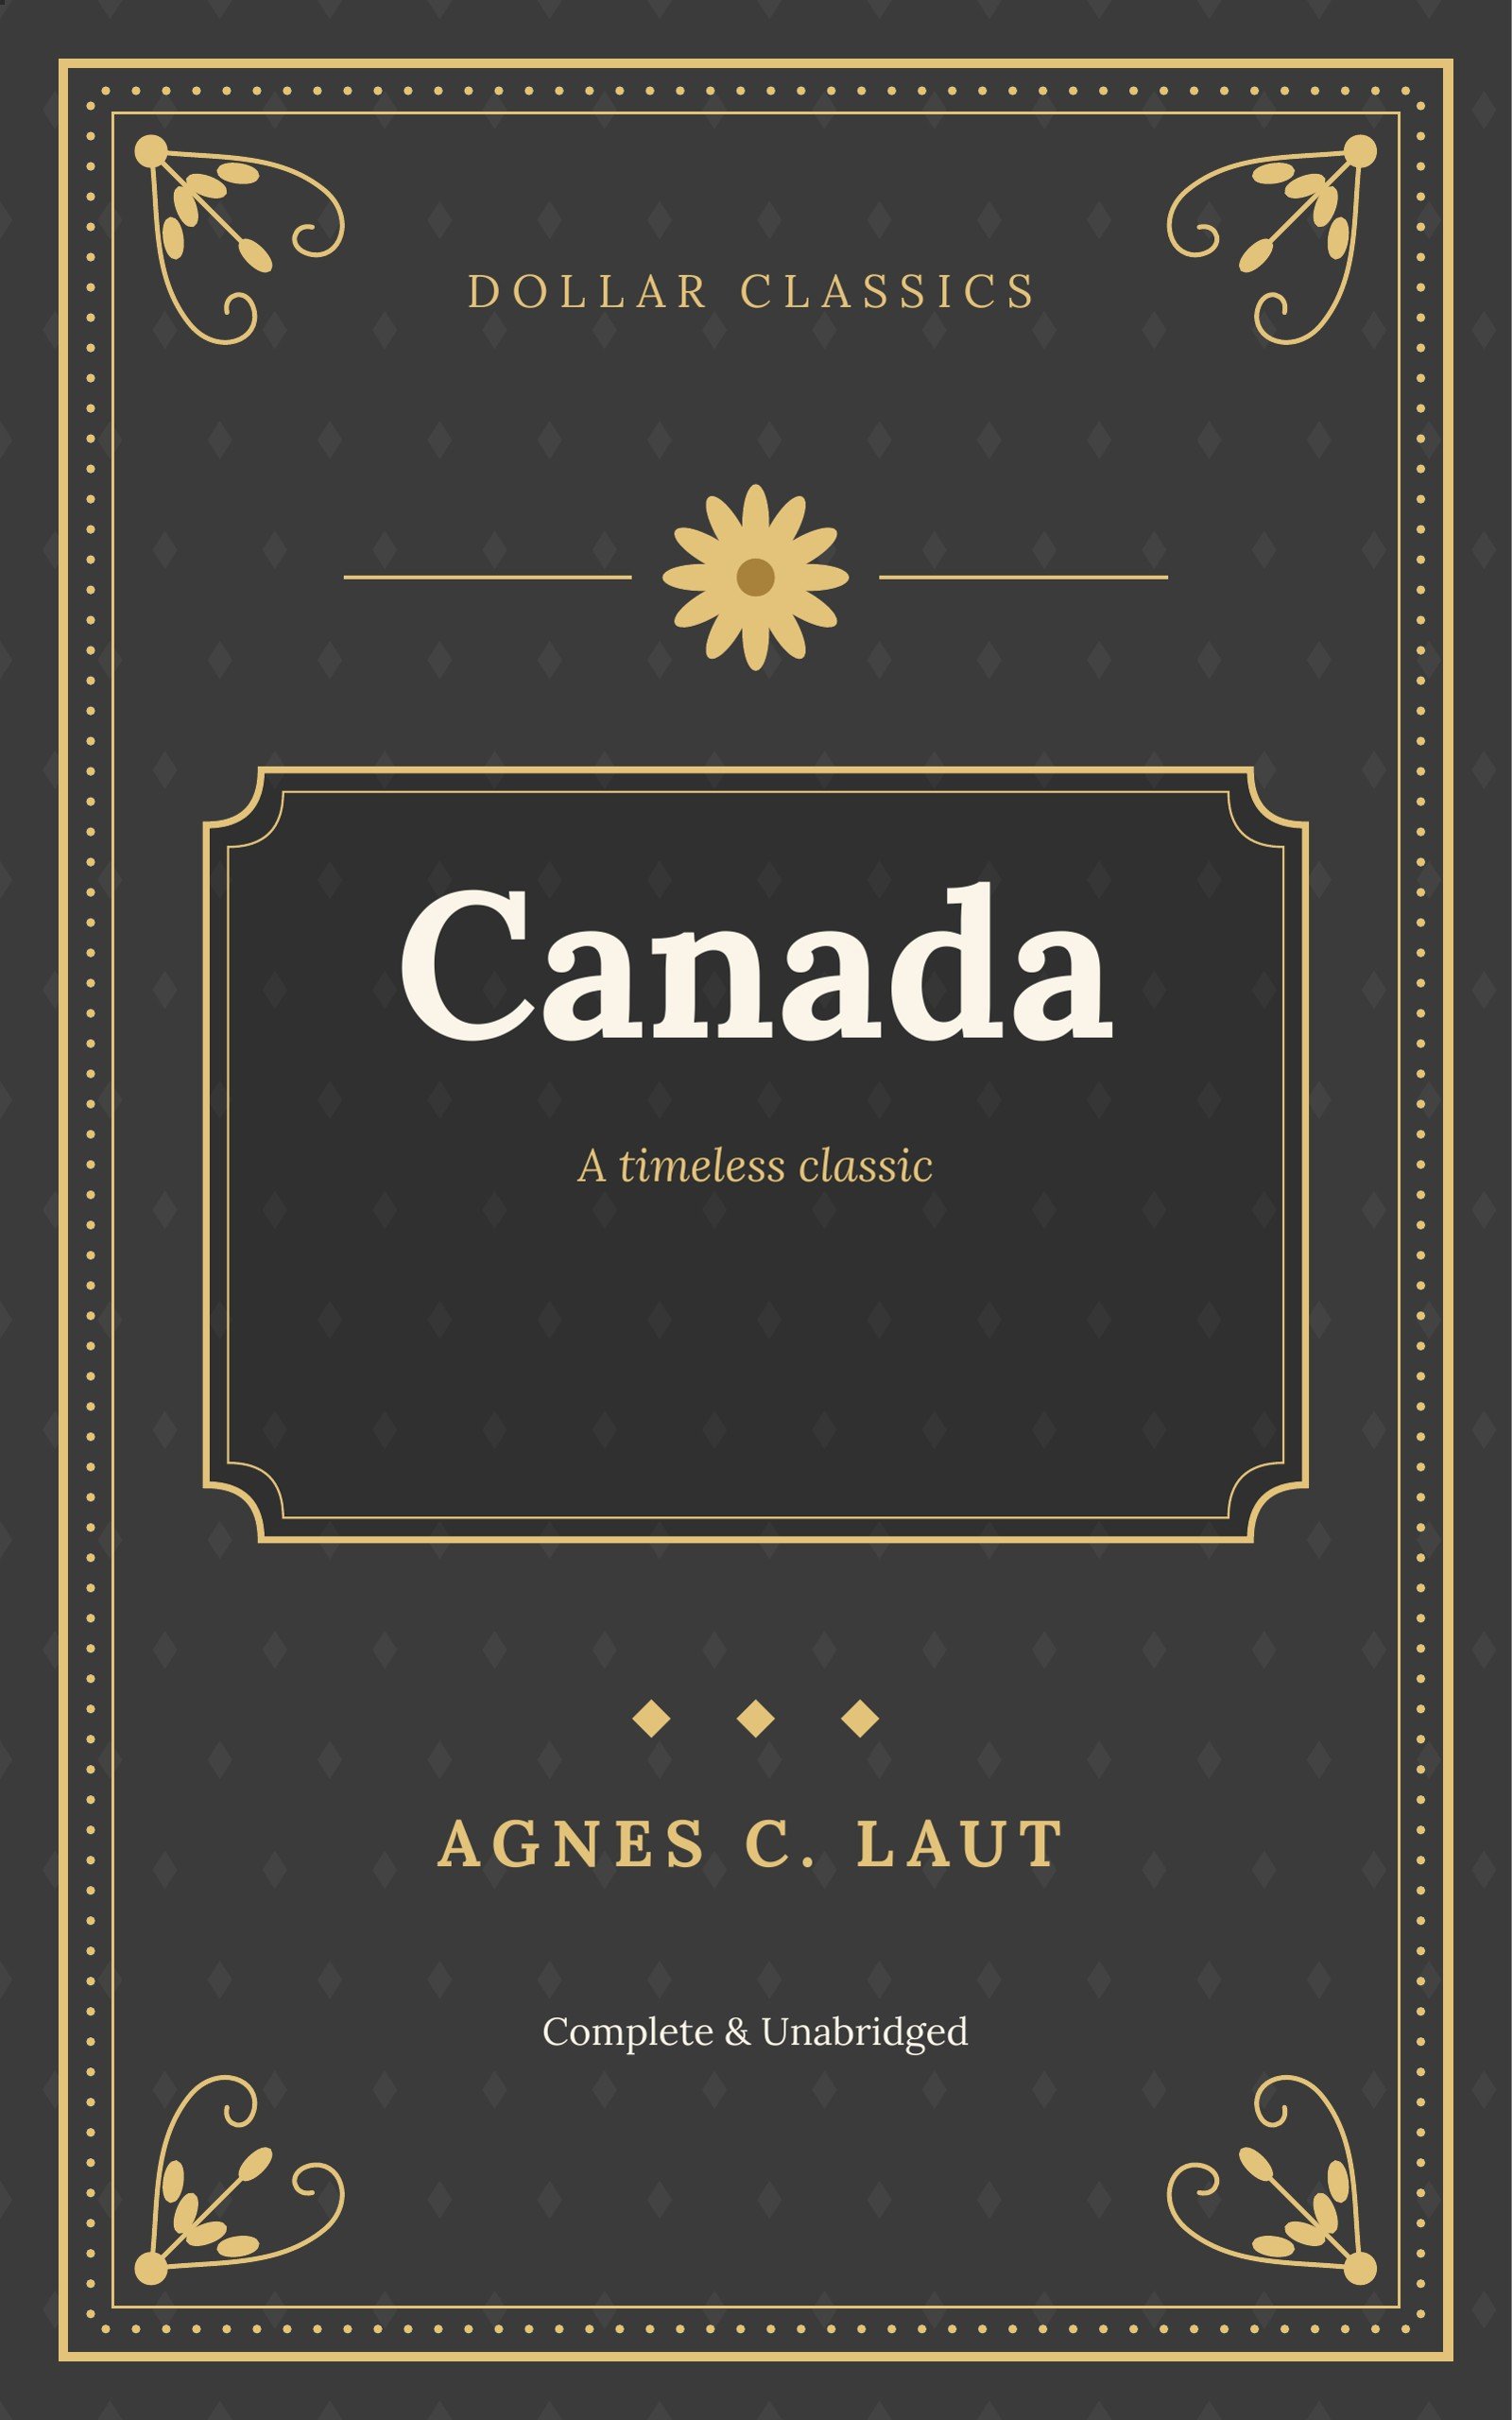 DOLLAR CLASSICS
Canada
A timeless classic
AGNES C. LAUT
Complete & Unabridged